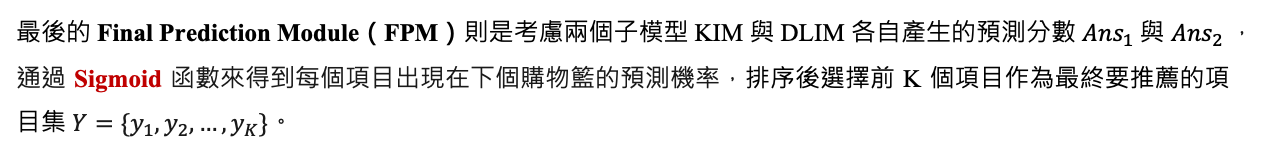 最後的 Final Prediction Module（FPM）則是考慮兩個子模型 KIM 與 DLIM 各自產生的預測分數 Ans₁ 與 Ans₂，
通過 Sigmoid 函數來得到每個項目出現在下個購物籃的預測機率，排序後選擇前 K 個項目作為最終要推薦的項
目集 Y = {y₁, y₂, … , y_K}。